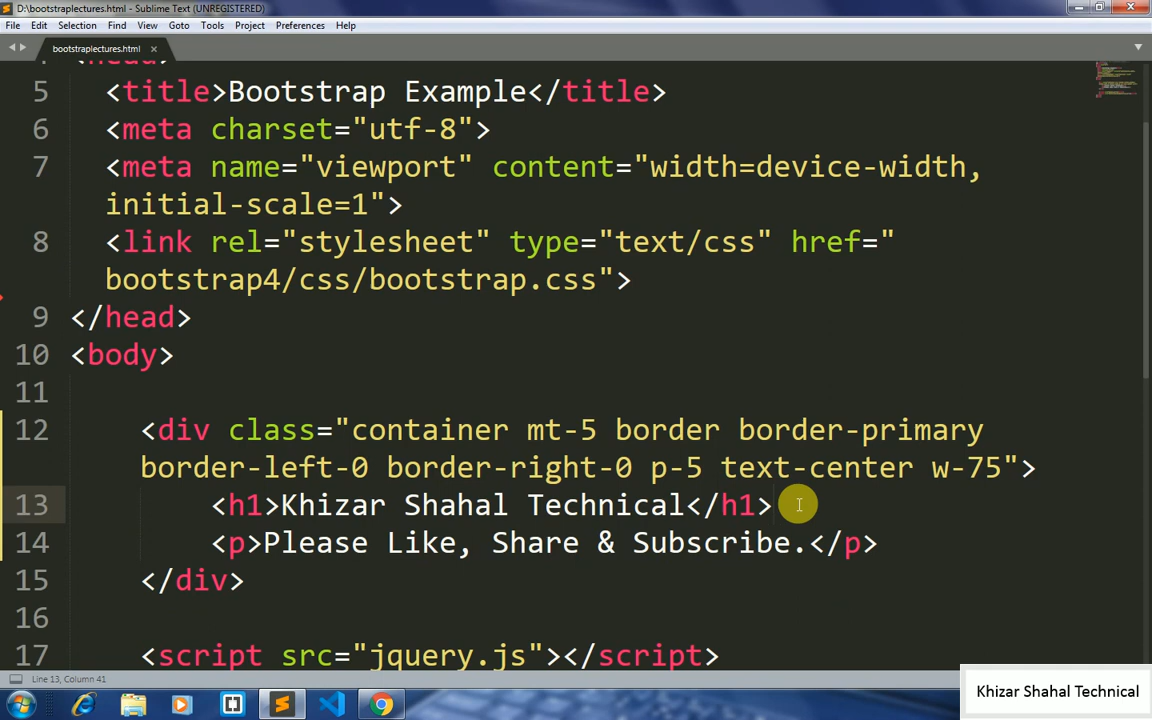 D:\bootstraplectures.html - Sublime Text (UNREGISTERED)
File Edit Selection Find View Goto Tools Project Preferences Help
bootstraplectures.html
5 <title>Bootstrap Example</title>
6 <meta charset="utf-8">
7 <meta name="viewport" content="width=device-width,
initial-scale=1">
8 <link rel="stylesheet" type="text/css" href="
bootstrap4/css/bootstrap.css">
9 </head>
10 <body>
11
12 <div class="container mt-5 border border-primary
border-left-0 border-right-0 p-5 text-center w-75">
13 <h1>Khizar Shahal Technical</h1>
14 <p>Please Like, Share & Subscribe.</p>
15 </div>
16
17 <script src="jquery.js"></script>
Line 13, Column 41
Khizar Shahal Technical